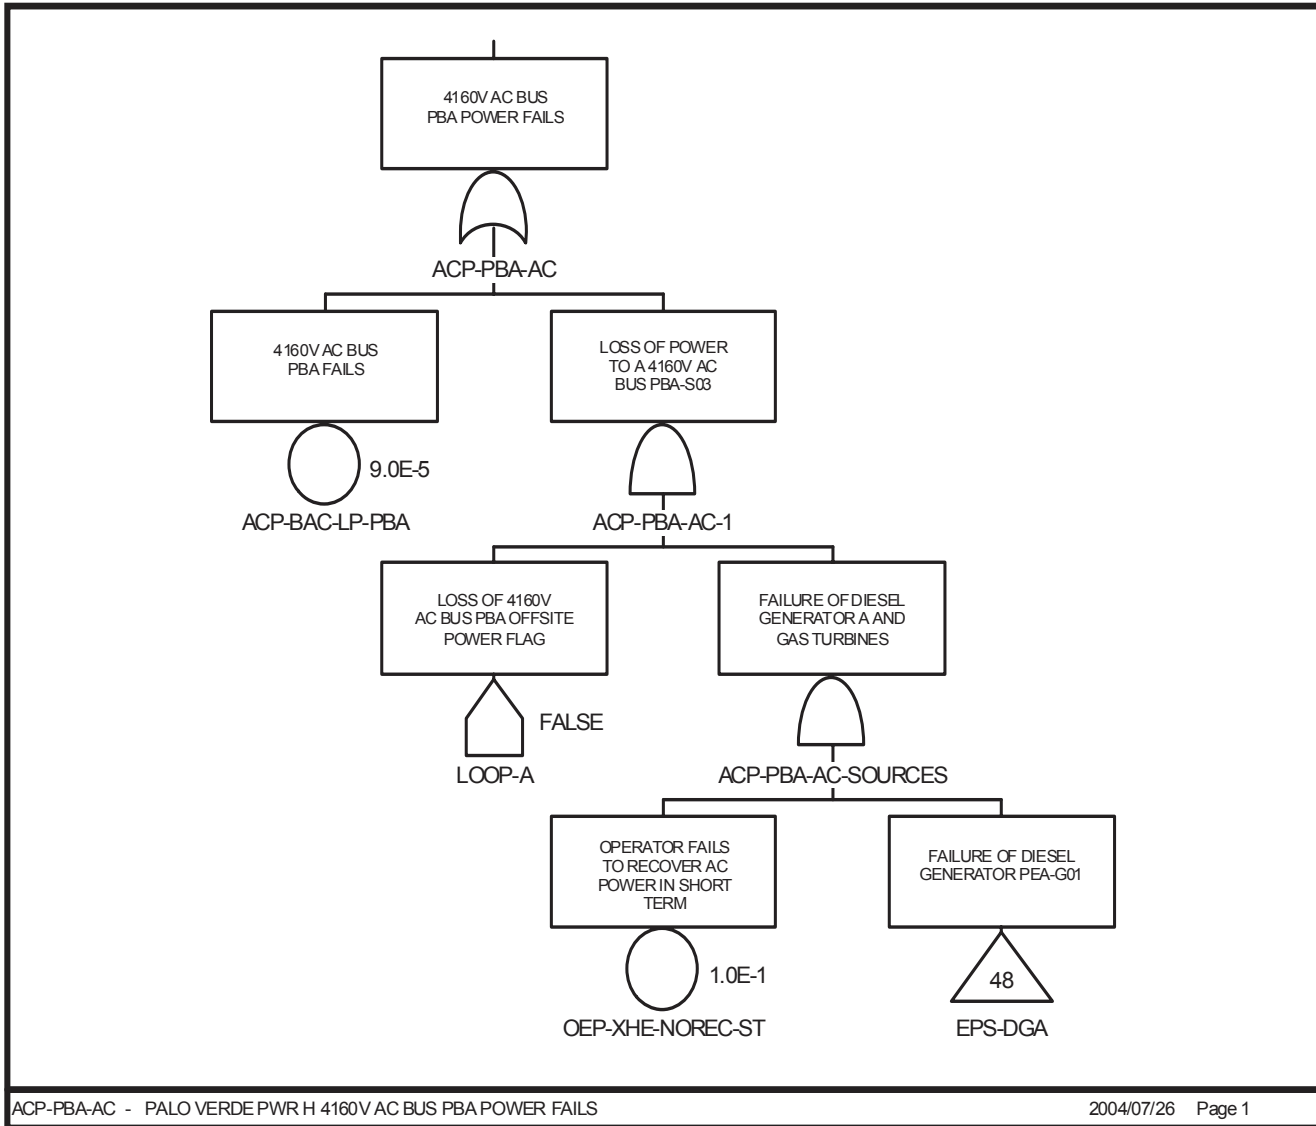 4160V AC BUS
PBA POWER FAILS
ACP-PBA-AC
4160V AC BUS
PBA FAILS
9.0E-5
ACP-BAC-LP-PBA
LOSS OF POWER
TO A 4160V AC
BUS PBA-S03
ACP-PBA-AC-1
LOSS OF 4160V
AC BUS PBA OFFSITE
POWER FLAG
FALSE
LOOP-A
FAILURE OF DIESEL
GENERATOR A AND
GAS TURBINES
ACP-PBA-AC-SOURCES
OPERATOR FAILS
TO RECOVER AC
POWER IN SHORT
TERM
1.0E-1
OEP-XHE-NOREC-ST
FAILURE OF DIESEL
GENERATOR PEA-G01
48
EPS-DGA
ACP-PBA-AC - PALO VERDE PWR H 4160V AC BUS PBA POWER FAILS 2004/07/26 Page 1